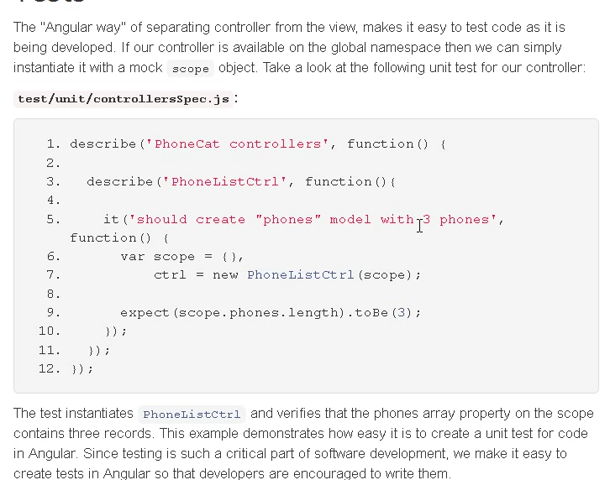 The "Angular way" of separating controller from the view, makes it easy to test code as it is
being developed. If our controller is available on the global namespace then we can simply
instantiate it with a mock scope object. Take a look at the following unit test for our controller:
test/unit/controllersSpec.js :
1. describe('PhoneCat controllers', function() {
2.
3. describe('PhoneListCtrl', function(){
4.
5. it('should create "phones" model with 3 phones',
function() {
6. var scope = {},
7. ctrl = new PhoneListCtrl(scope);
8.
9. expect(scope.phones.length).toBe(3);
10. });
11. });
12. });
The test instantiates PhoneListCtrl and verifies that the phones array property on the scope
contains three records. This example demonstrates how easy it is to create a unit test for code
in Angular. Since testing is such a critical part of software development, we make it easy to
create tests in Angular so that developers are encouraged to write them.